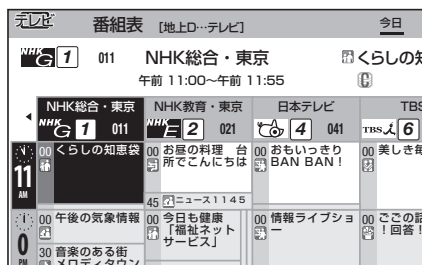 テレビ 番組表 [地上D…テレビ] 今日
NHK G 1 011 NHK総合・東京 くらしの知
午前 11:00~午前 11:55
NHK総合・東京 NHK教育・東京 日本テレビ TBS
NHK G 1 011 NHK E 2 021 4 041 TBS 6
11 AM
00 くらしの知恵袋
00 お昼の料理 台
所でこんにちは
45 ニュース1145
00 おもいっきり
BAN BAN!
00 美しき毎
0 PM
00 午後の気象情報
30 音楽のある街
メロディタウン
00 今日も健康
「福祉ネット
サービス」
00 情報ライブショ
ー
00 ごごの話
!回答!